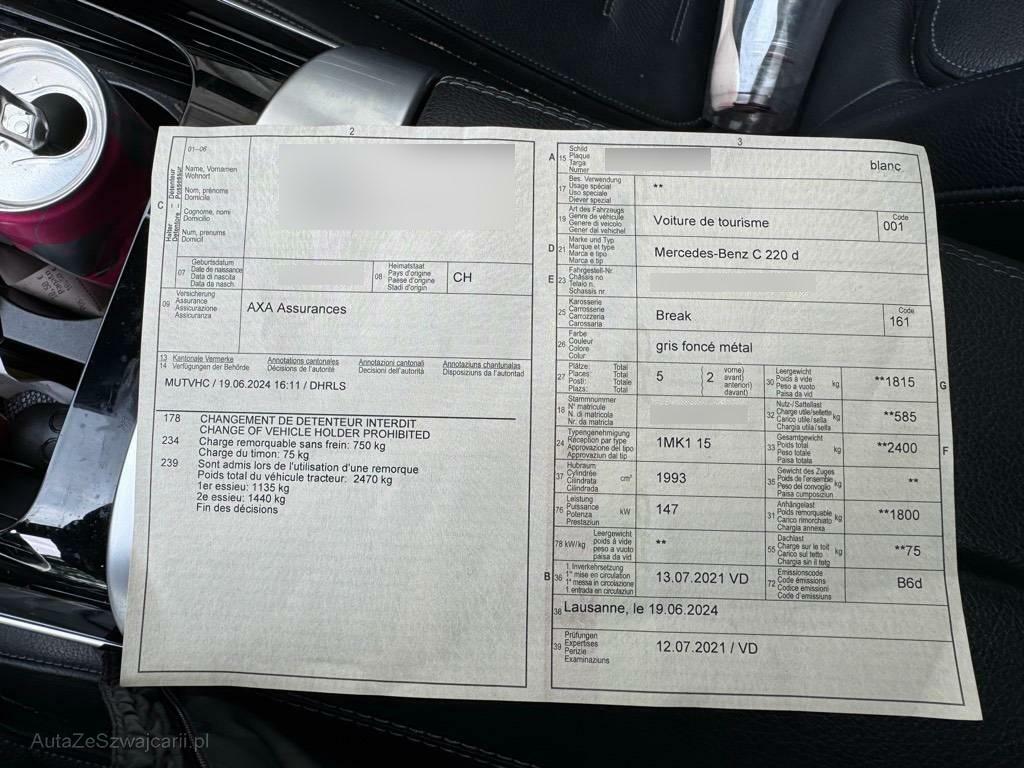 2
C
Halter – Détenteur
Detentore – Possessur
01–06
Name, Vornamen
Wohnort
Nom, prénoms
Domicile
Cognome, nomi
Domicilio
Num, prenums
Domicil
07
Geburtsdatum
Date de naissance
Data di nascita
Data da nasch.
08
Heimatstaat
Pays d'origine
Paese d'origine
Stadi d'origin
CH
09
Versicherung
Assurance
Assicurazione
Assicuranza
AXA Assurances
13 Kantonale Vermerke Annotations cantonales Annotazioni cantonali Annotaziuns chantunalas
14 Verfügungen der Behörde Décisions de l'autorité Decisioni dell'autorità Disposiziuns da l'autoritad
MUTVHC / 19.06.2024 16:11 / DHRLS
178 CHANGEMENT DE DETENTEUR INTERDIT
CHANGE OF VEHICLE HOLDER PROHIBITED
234 Charge remorquable sans frein: 750 kg
Charge du timon: 75 kg
239 Sont admis lors de l'utilisation d'une remorque
Poids total du véhicule tracteur: 2470 kg
1er essieu: 1135 kg
2e essieu: 1440 kg
Fin des décisions
3
A 15
Schild
Plaque
Targa
Numer
blanc
17
Bes. Verwendung
Usage spécial
Uso speciale
Diever spezial
**
19
Art des Fahrzeugs
Genre de véhicule
Genere di veicolo
Gener dal vehichel
Voiture de tourisme
Code
001
D 21
Marke und Typ
Marque et type
Marca e tipo
Marca e tip
Mercedes-Benz C 220 d
E 23
Fahrgestell-Nr.
Châssis no
Telaio n.
Schassis nr.
25
Karosserie
Carrosserie
Carrozzeria
Carossaria
Break
Code
161
26
Farbe
Couleur
Colore
Colur
gris foncé métal
27
Plätze: Total
Places: Total
Posti: Totale
Plazs: Total
5
2
vorne)
avant)
anteriori)
davant)
30
Leergewicht
Poids à vide
Peso a vuoto
Paisa da vid
kg
**1815
G
18
Stammnummer
N° matricule
N. di matricola
Nr. da matricla
32
Nutz-/Sattellast
Charge utile/sellette
Carico utile/sella
Chargia utila/sella
kg
**585
24
Typengenehmigung
Réception par type
Approvazione del tipo
Approvaziun dal tip
1MK1 15
33
Gesamtgewicht
Poids total
Peso totale
Paisa totala
kg
**2400
F
37
Hubraum
Cylindrée
Cilindrata
Cilindrada
cm³
1993
35
Gewicht des Zuges
Poids de l'ensemble
Peso del convoglio
Paisa cumposiziun
kg
**
76
Leistung
Puissance
Potenza
Prestaziun
kW
147
31
Anhängelast
Poids remorquable
Carico rimorchiato
Chargia annexa
kg
**1800
78 kW/kg
Leergewicht
poids à vide
peso a vuoto
paisa da vid
**
55
Dachlast
Charge sur le toit
Carico sul tetto
Chargia sin il tetg
kg
**75
B 36
1. Inverkehrsetzung
1re mise en circulation
1a messa in circolazione
1. entrada en circulaziun
13.07.2021 VD
72
Emissionscode
Code émissions
Codice emissioni
Code d'emissiuns
B6d
38 Lausanne, le 19.06.2024
39
Prüfungen
Expertises
Perizie
Examinaziuns
12.07.2021 / VD
AutaZeSzwajcarii.pl